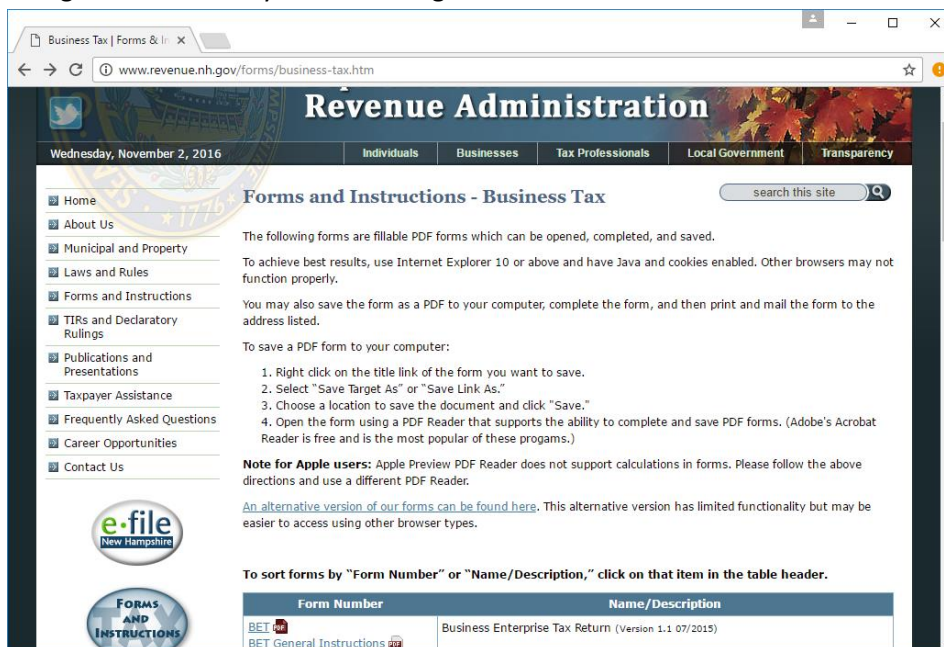 Business Tax | Forms & In
www.revenue.nh.gov/forms/business-tax.htm
Revenue Administration
Wednesday, November 2, 2016
Individuals
Businesses
Tax Professionals
Local Government
Transparency
Home
About Us
Municipal and Property
Laws and Rules
Forms and Instructions
TIRs and Declaratory
Rulings
Publications and
Presentations
Taxpayer Assistance
Frequently Asked Questions
Career Opportunities
Contact Us
e-file
New Hampshire
FORMS
AND
INSTRUCTIONS
1776
Forms and Instructions - Business Tax
search this site
The following forms are fillable PDF forms which can be opened, completed, and saved.
To achieve best results, use Internet Explorer 10 or above and have Java and cookies enabled. Other browsers may not
function properly.
You may also save the form as a PDF to your computer, complete the form, and then print and mail the form to the
address listed.
To save a PDF form to your computer:
1. Right click on the title link of the form you want to save.
2. Select "Save Target As" or "Save Link As."
3. Choose a location to save the document and click "Save."
4. Open the form using a PDF Reader that supports the ability to complete and save PDF forms. (Adobe's Acrobat
Reader is free and is the most popular of these progams.)
Note for Apple users: Apple Preview PDF Reader does not support calculations in forms. Please follow the above
directions and use a different PDF Reader.
An alternative version of our forms can be found here. This alternative version has limited functionality but may be
easier to access using other browser types.
To sort forms by "Form Number" or "Name/Description," click on that item in the table header.
Form Number
Name/Description
BET
Business Enterprise Tax Return (Version 1.1 07/2015)
BET General Instructions